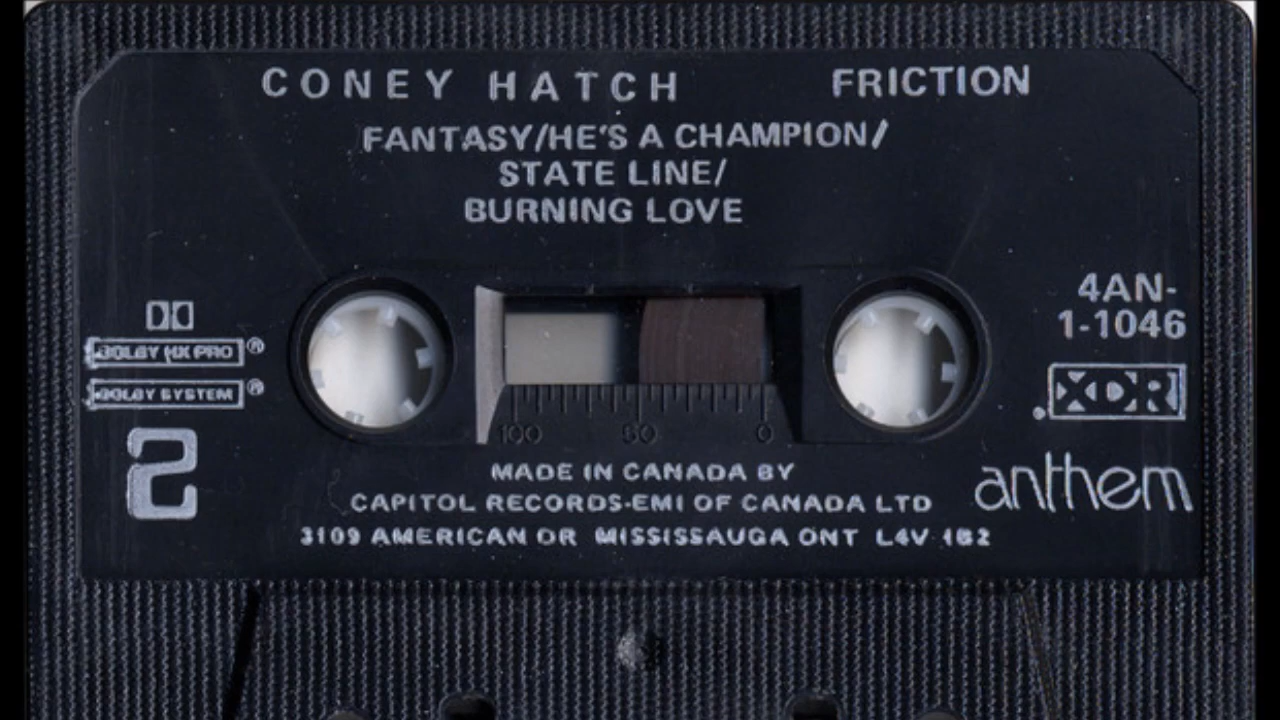 CONEY HATCH FRICTION
FANTASY/HE'S A CHAMPION/
STATE LINE/
BURNING LOVE
4AN-
1-1046
DOLBY HX PRO ®
XDR
DOLBY SYSTEM ®
2
100 50 0
MADE IN CANADA BY
CAPITOL RECORDS-EMI OF CANADA LTD
anthem
3109 AMERICAN DR MISSISSAUGA ONT L4V 1B2